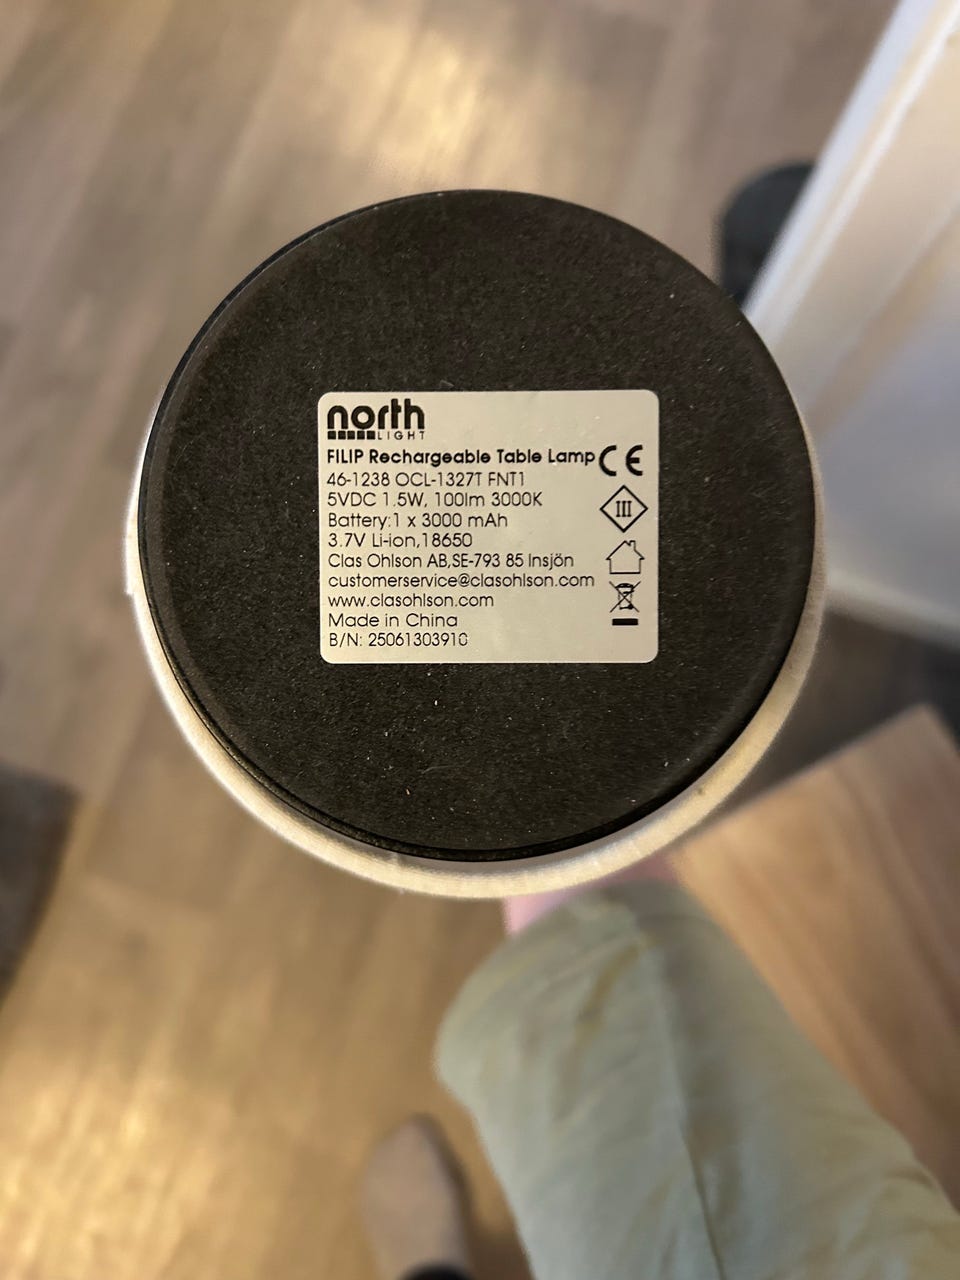 north
LIGHT
FILIP Rechargeable Table Lamp CE
46-1238 OCL-1327T FNT1
5VDC 1.5W, 100lm 3000K
Battery:1 x 3000 mAh
3.7V Li-ion,18650
Clas Ohlson AB,SE-793 85 Insjön
customerservice@clasohlson.com
www.clasohlson.com
Made in China
B/N: 25061303910
III